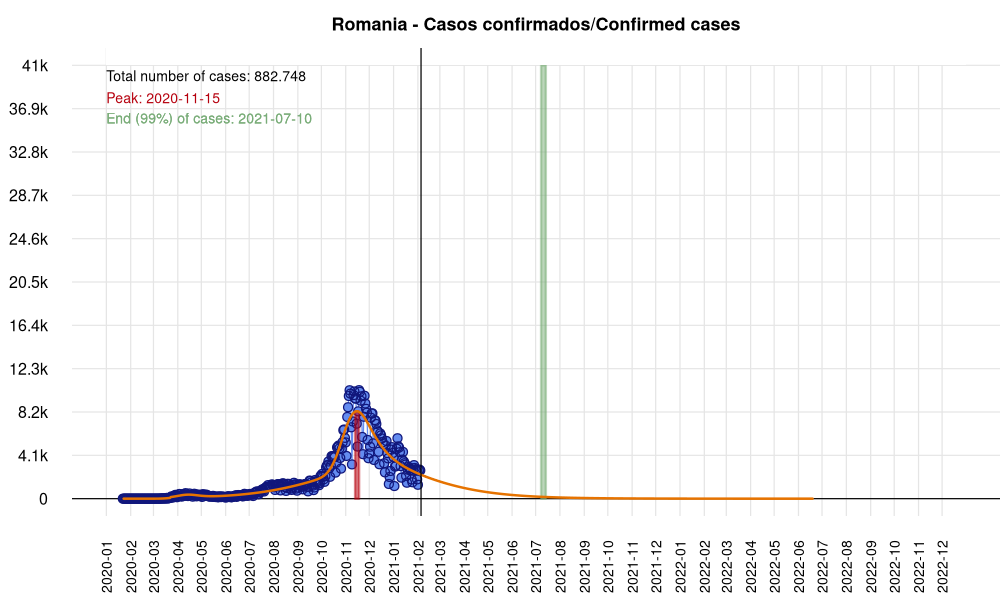 Romania - Casos confirmados/Confirmed cases
41k
Total number of cases: 882.748
Peak: 2020-11-15
36.9k
End (99%) of cases: 2021-07-10
32.8k
28.7k
24.6k
20.5k
16.4k
12.3k
8.2k
4.1k
0
2020-01
2020-02
2020-03
2020-04
2020-05
2020-06
2020-07
2020-08
2020-09
2020-10
2020-11
2020-12
2021-01
2021-02
2021-03
2021-04
2021-05
2021-06
2021-07
2021-08
2021-09
2021-10
2021-11
2021-12
2022-02
2022-03
2022-04
2022-05
2022-06
2022-07
2022-08
2022-09
2022-10
2022-11
2022-12